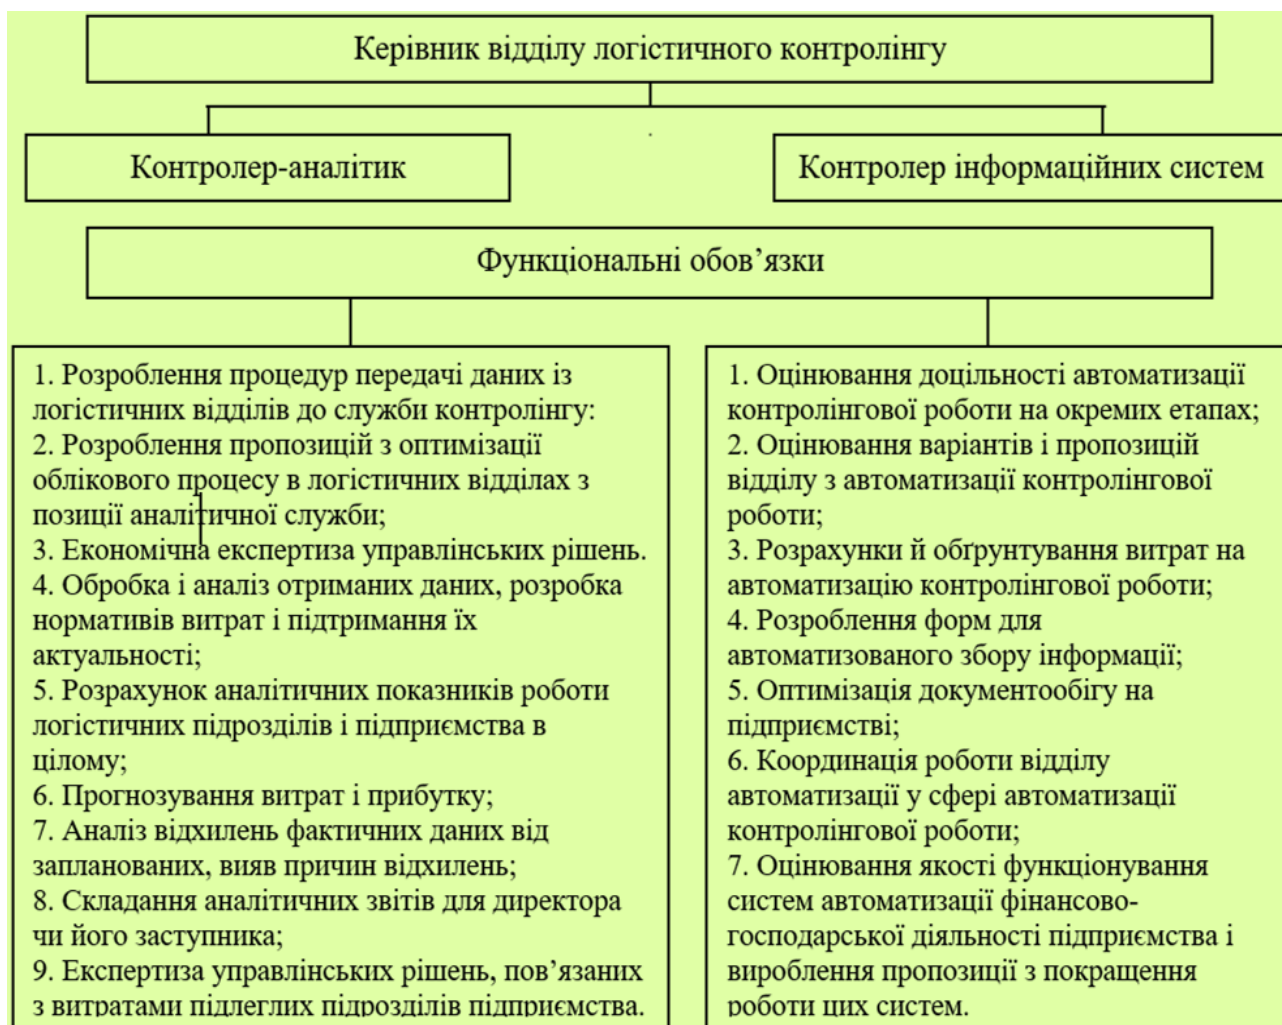 Керівник відділу логістичного контролінгу
Контролер-аналітик
Контролер інформаційних систем
Функціональні обов’язки
1. Розроблення процедур передачі даних із
логістичних відділів до служби контролінгу:
2. Розроблення пропозицій з оптимізації
облікового процесу в логістичних відділах з
позиції аналітичної служби;
3. Економічна експертиза управлінських рішень.
4. Обробка і аналіз отриманих даних, розробка
нормативів витрат і підтримання їх
актуальності;
5. Розрахунок аналітичних показників роботи
логістичних підрозділів і підприємства в
цілому;
6. Прогнозування витрат і прибутку;
7. Аналіз відхилень фактичних даних від
запланованих, вияв причин відхилень;
8. Складання аналітичних звітів для директора
чи його заступника;
9. Експертиза управлінських рішень, пов’язаних
з витратами підлеглих підрозділів підприємства.
1. Оцінювання доцільності автоматизації
контролінгової роботи на окремих етапах;
2. Оцінювання варіантів і пропозицій
відділу з автоматизації контролінгової
роботи;
3. Розрахунки й обґрунтування витрат на
автоматизацію контролінгової роботи;
4. Розроблення форм для
автоматизованого збору інформації;
5. Оптимізація документообігу на
підприємстві;
6. Координація роботи відділу
автоматизації у сфері автоматизації
контролінгової роботи;
7. Оцінювання якості функціонування
систем автоматизації фінансово-
господарської діяльності підприємства і
вироблення пропозиції з покращення
роботи цих систем.